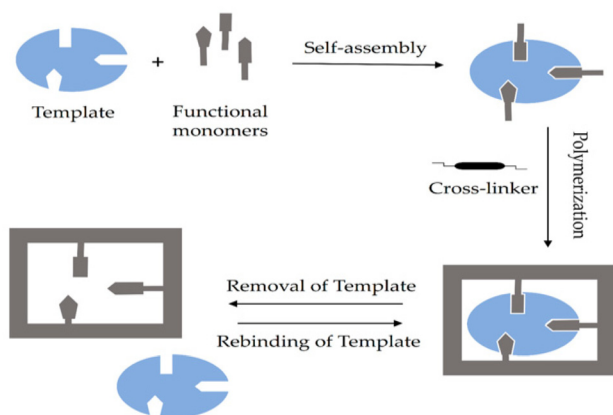 Self-assembly
+
Template
Functional
monomers
Polymerization
Cross-linker
Removal of Template
Rebinding of Template